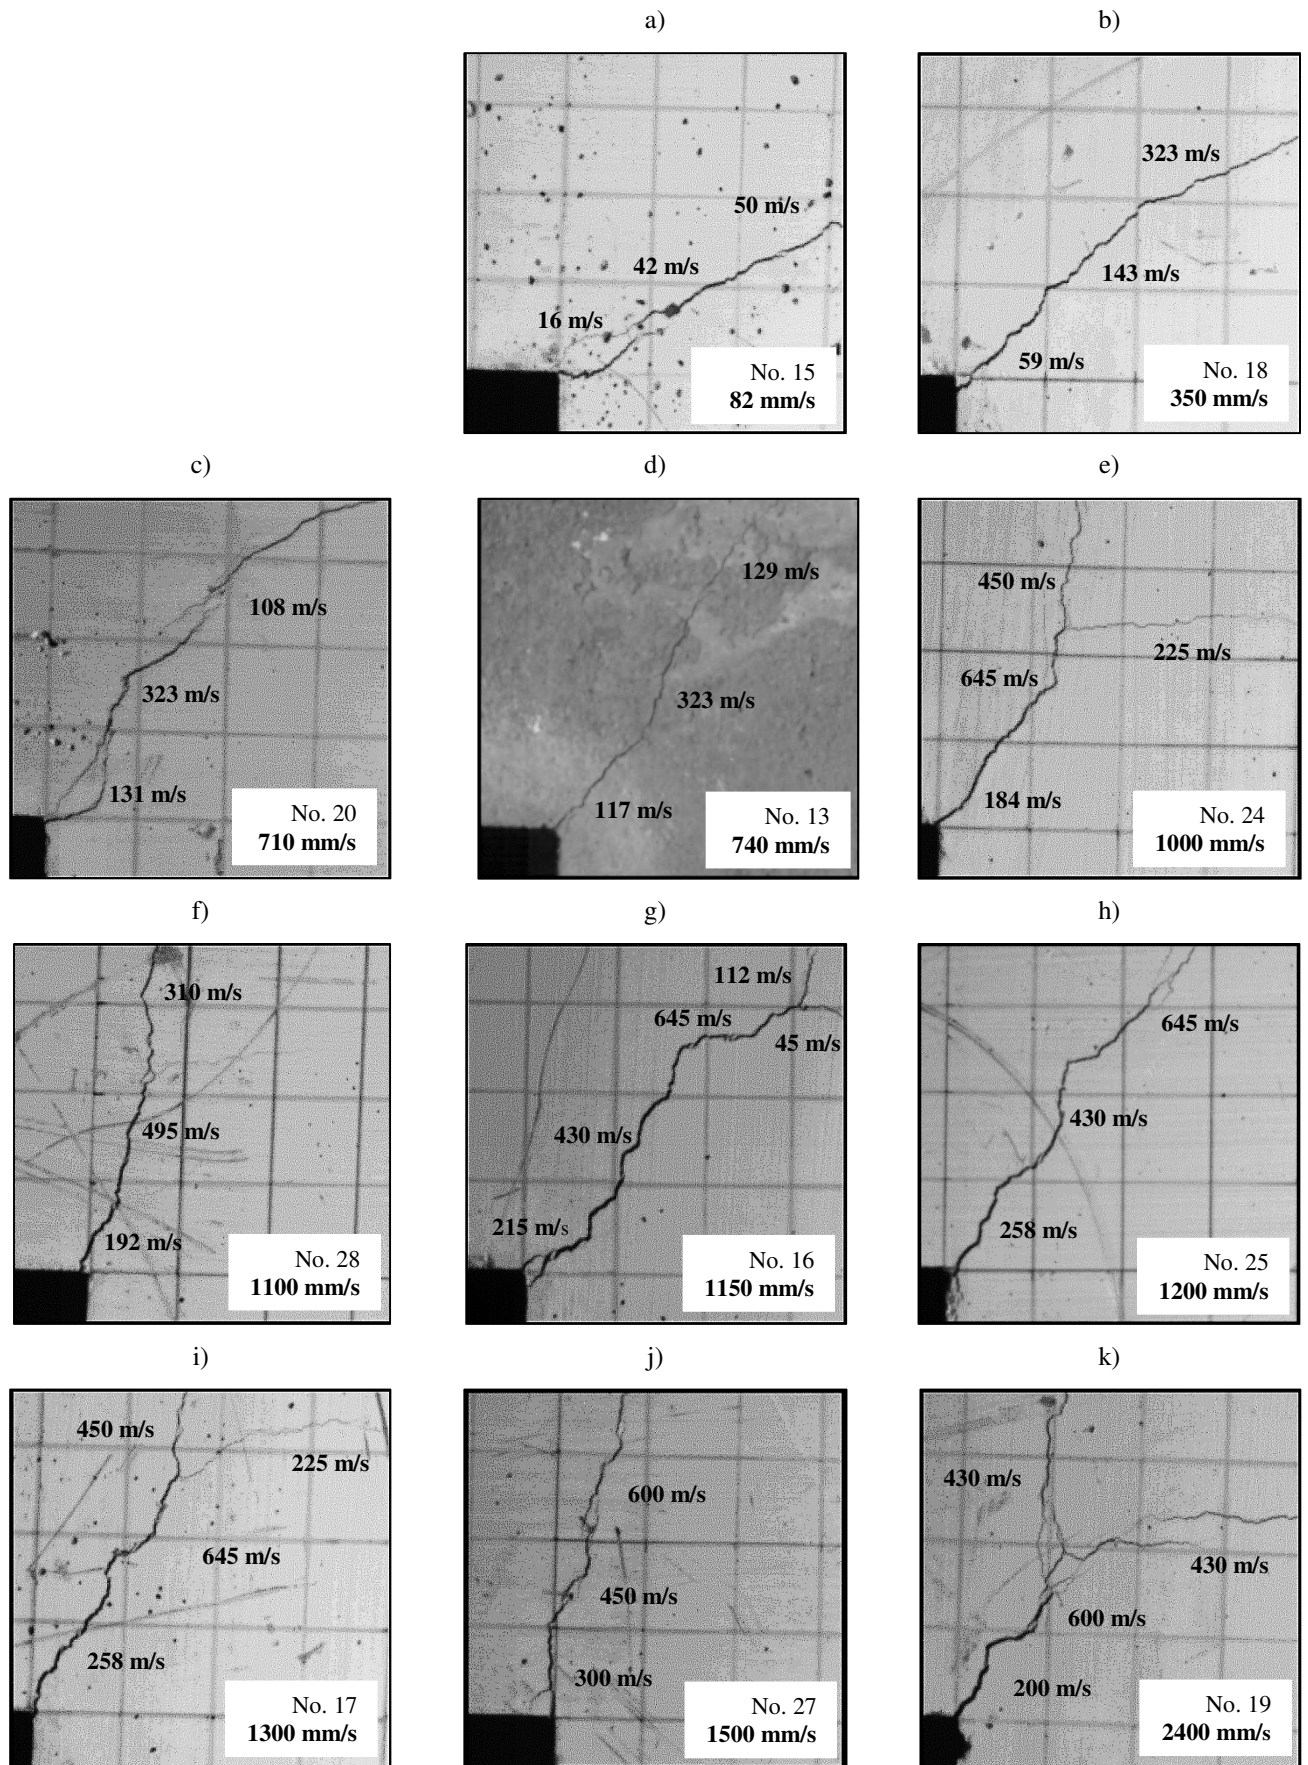 a)
b)
50 m/s
42 m/s
16 m/s
No. 15
82 mm/s
323 m/s
143 m/s
59 m/s
No. 18
350 mm/s
c)
d)
e)
108 m/s
323 m/s
131 m/s
No. 20
710 mm/s
129 m/s
323 m/s
117 m/s
No. 13
740 mm/s
450 m/s
225 m/s
645 m/s
184 m/s
No. 24
1000 mm/s
f)
g)
h)
310 m/s
495 m/s
192 m/s
No. 28
1100 mm/s
112 m/s
645 m/s
45 m/s
430 m/s
215 m/s
No. 16
1150 mm/s
645 m/s
430 m/s
258 m/s
No. 25
1200 mm/s
i)
j)
k)
450 m/s
225 m/s
645 m/s
258 m/s
No. 17
1300 mm/s
600 m/s
450 m/s
300 m/s
No. 27
1500 mm/s
430 m/s
430 m/s
600 m/s
200 m/s
No. 19
2400 mm/s